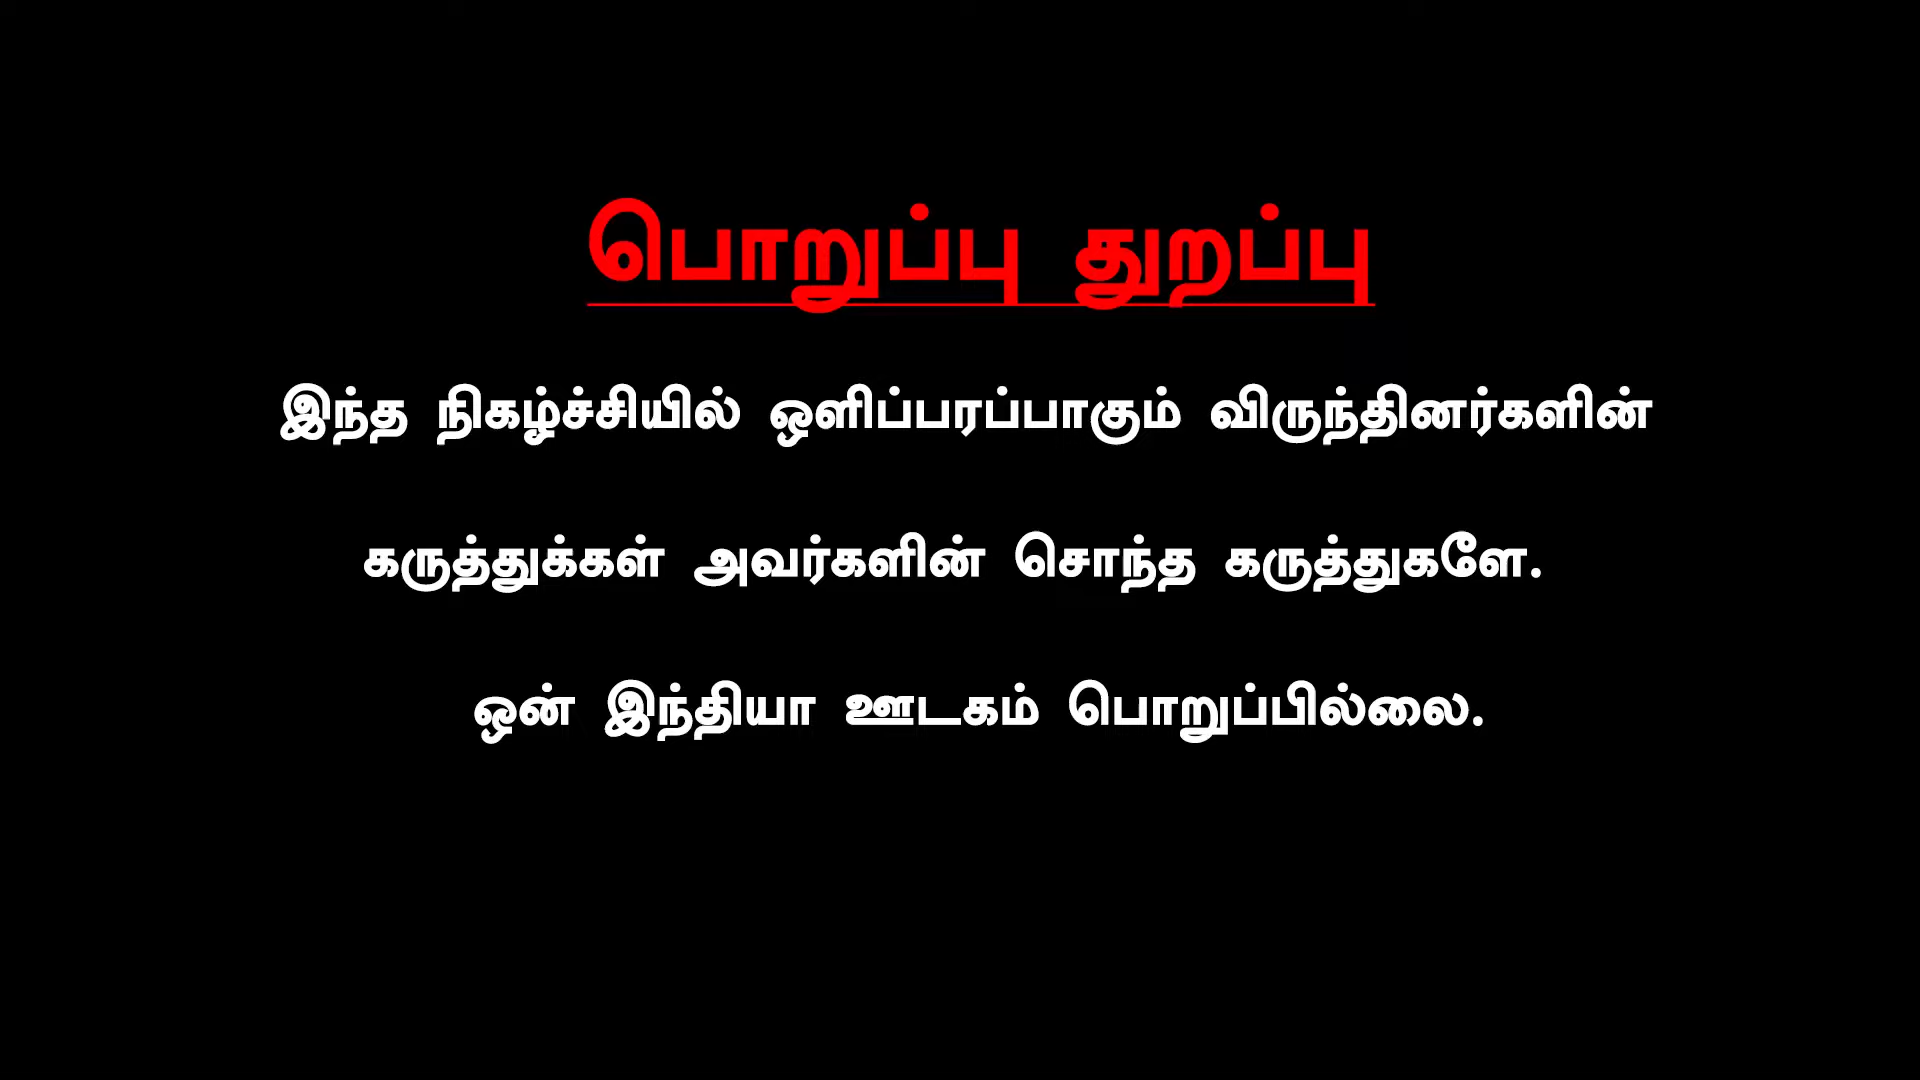 பொறுப்பு துறப்பு
இந்த நிகழ்ச்சியில் ஒளிப்பரப்பாகும் விருந்தினர்களின்
கருத்துக்கள் அவர்களின் சொந்த கருத்துகளே.
ஒன் இந்தியா ஊடகம் பொறுப்பில்லை.